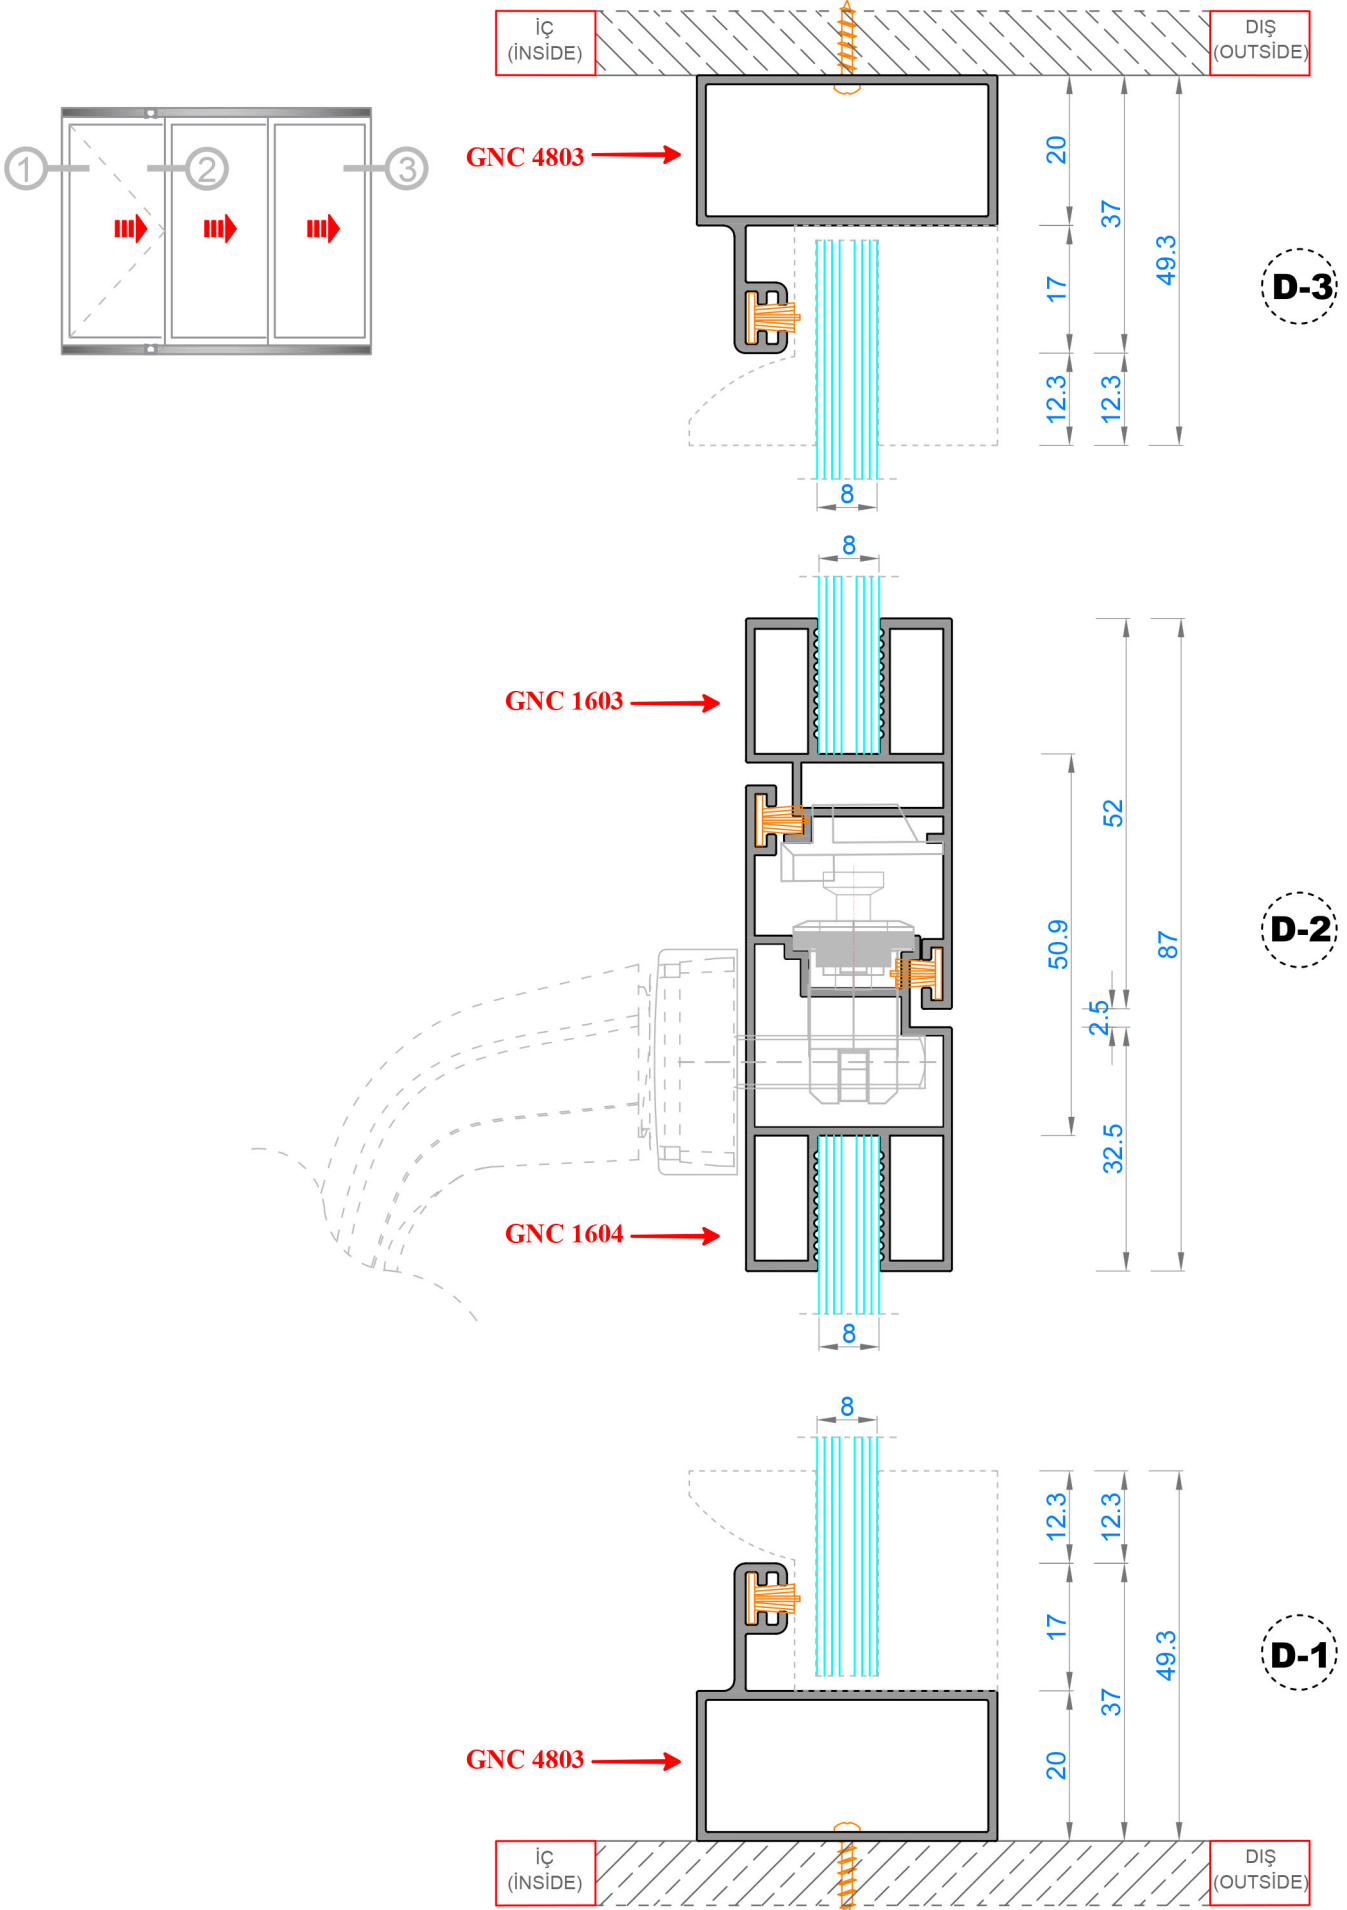 İÇ
(İNSİDE)
DIŞ
(OUTSIDE)
1
2
3
GNC 4803
20
37
49.3
17
12.3
12.3
D-3
8
8
GNC 1603
52
50.9
87
2.5
32.5
D-2
GNC 1604
8
8
12.3
12.3
17
49.3
37
20
D-1
GNC 4803
İÇ
(İNSİDE)
DIŞ
(OUTSİDE)